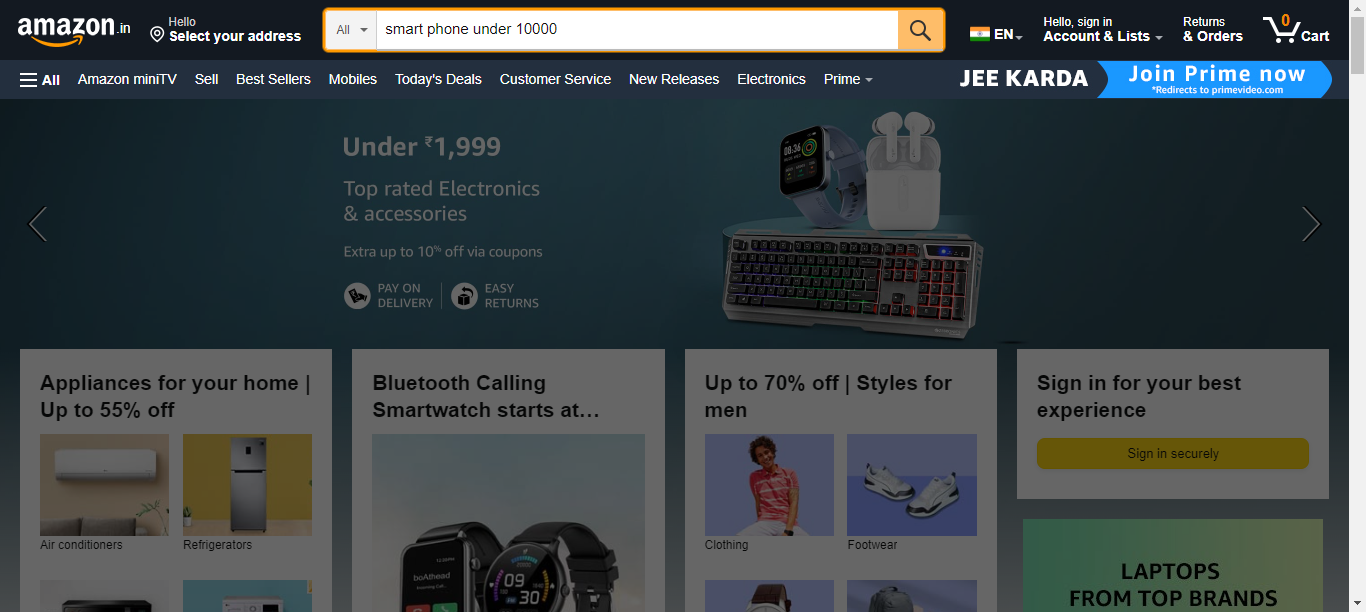 amazon.in
Hello
Select your address
All
smart phone under 10000
EN
Hello, sign in
Account & Lists
Returns
& Orders
0
Cart
All
Amazon miniTV
Sell
Best Sellers
Mobiles
Today's Deals
Customer Service
New Releases
Electronics
Prime
JEE KARDA
Join Prime now
*Redirects to primevideo.com
Under ₹1,999
Top rated Electronics
& accessories
Extra up to 10% off via coupons
PAY ON
DELIVERY
EASY
RETURNS
08:36
Appliances for your home |
Up to 55% off
Air conditioners
Refrigerators
Bluetooth Calling
Smartwatch starts at…
boAthead
09
30
Up to 70% off | Styles for
men
Clothing
Footwear
Sign in for your best
experience
Sign in securely
LAPTOPS
FROM TOP BRANDS